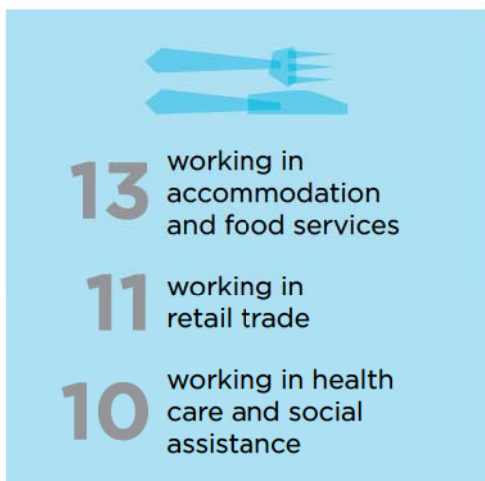 13 working in
accommodation
and food services
11 working in
retail trade
10 working in health
care and social
assistance